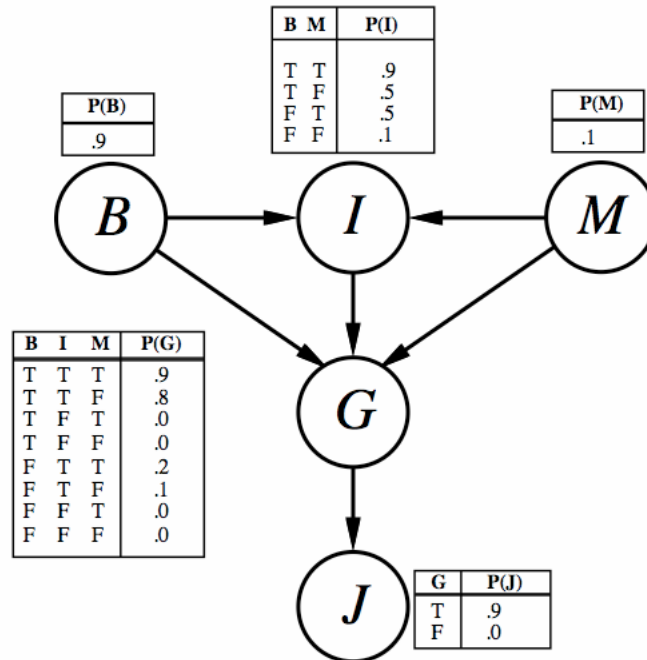 B M P(I)
T T .9
T F .5
F T .5
F F .1
P(B)
.9
P(M)
.1
B
I
M
B I M P(G)
T T T .9
T T F .8
T F T .0
T F F .0
F T T .2
F T F .1
F F T .0
F F F .0
G
J
G P(J)
T .9
F .0